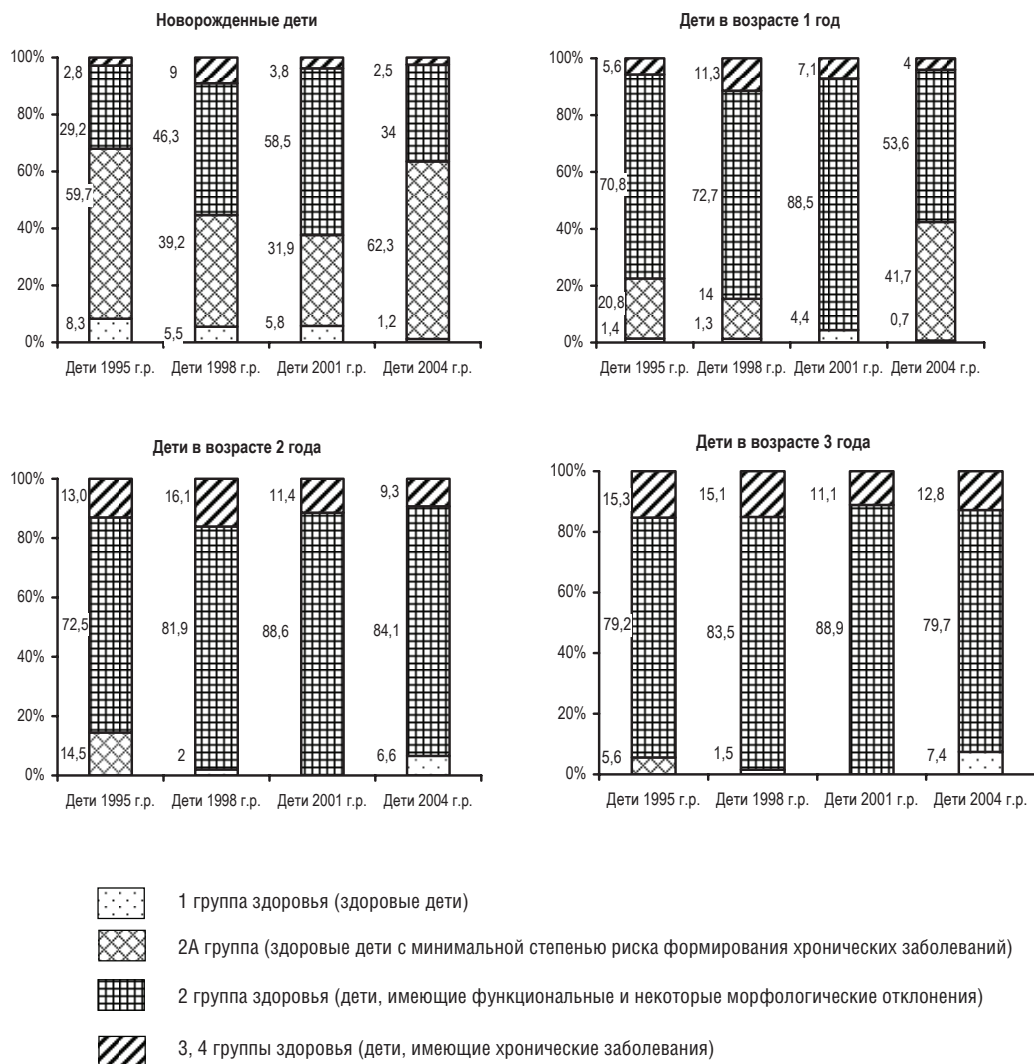 Новорожденные дети
100%
80%
60%
40%
20%
0%
2,8 9 3,8 2,5
29,2 46,3 58,5 34
59,7 39,2 31,9 62,3
8,3 5,5 5,8 1,2
Дети 1995 г.р. Дети 1998 г.р. Дети 2001 г.р. Дети 2004 г.р.
Дети в возрасте 1 год
100%
80%
60%
40%
20%
0%
5,6 11,3 7,1 4
70,8 72,7 88,5 53,6
20,8 14 41,7
1,4 1,3 4,4 0,7
Дети 1995 г.р. Дети 1998 г.р. Дети 2001 г.р. Дети 2004 г.р.
Дети в возрасте 2 года
100%
80%
60%
40%
20%
0%
13,0 16,1 11,4 9,3
72,5 81,9 88,6 84,1
14,5 2 6,6
Дети 1995 г.р. Дети 1998 г.р. Дети 2001 г.р. Дети 2004 г.р.
Дети в возрасте 3 года
100%
80%
60%
40%
20%
0%
15,3 15,1 11,1 12,8
79,2 83,5 88,9 79,7
5,6 1,5 7,4
Дети 1995 г.р. Дети 1998 г.р. Дети 2001 г.р. Дети 2004 г.р.
1 группа здоровья (здоровые дети)
2А группа (здоровые дети с минимальной степенью риска формирования хронических заболеваний)
2 группа здоровья (дети, имеющие функциональные и некоторые морфологические отклонения)
3, 4 группы здоровья (дети, имеющие хронические заболевания)